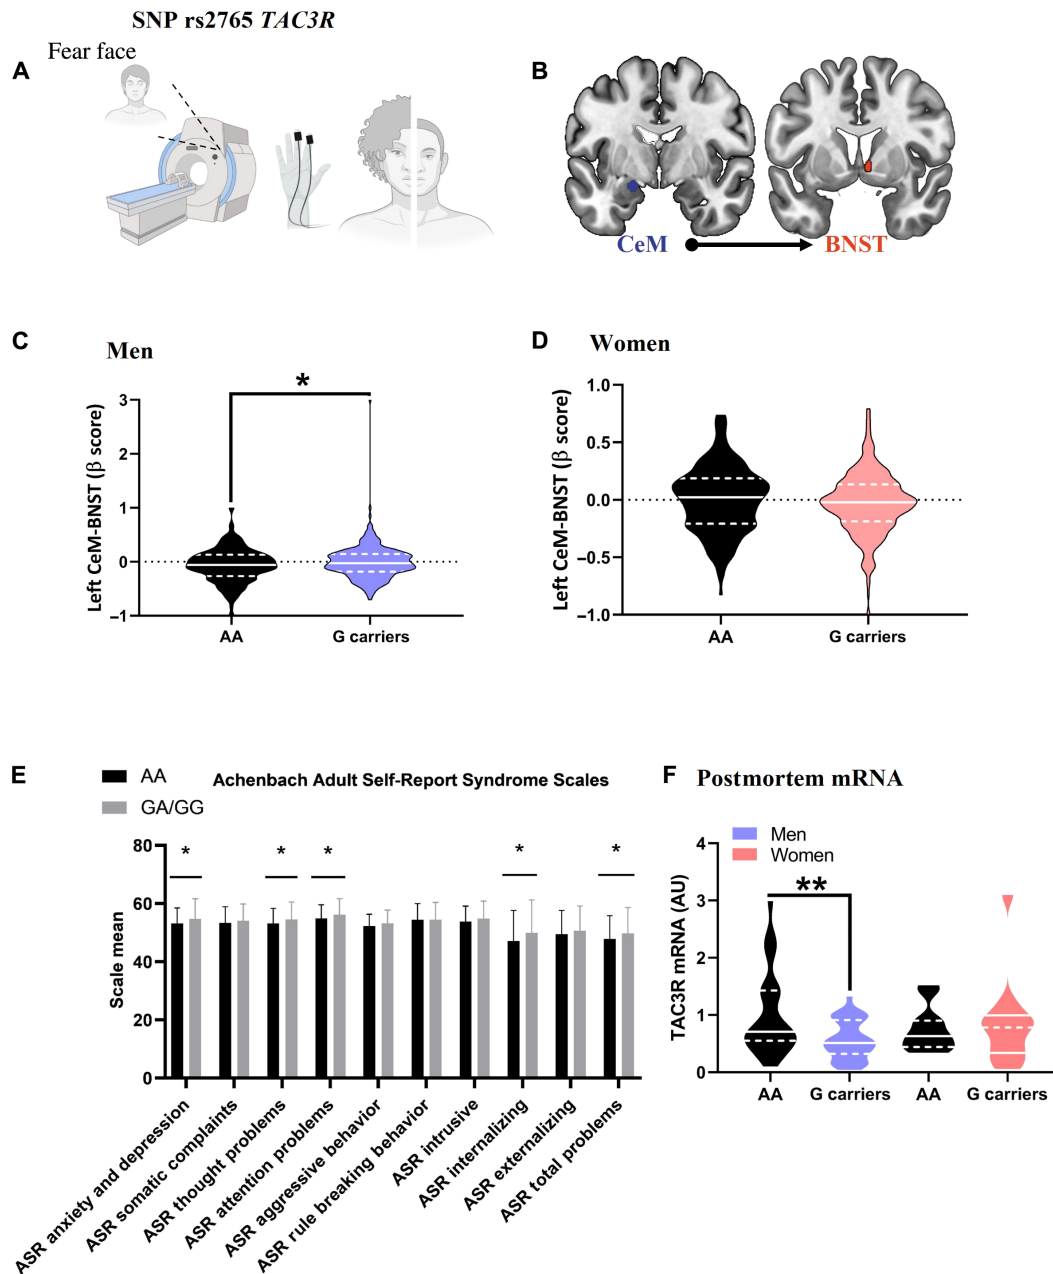 SNP rs2765 TAC3R
Fear face
A
B
CeM
BNST
C
Men
*
Left CeM-BNST (β score)
3
2
1
0
−1
AA
G carriers
D
Women
Left CeM-BNST (β score)
1.0
0.5
0.0
−0.5
−1.0
AA
G carriers
E
AA
GA/GG
Achenbach Adult Self-Report Syndrome Scales
Scale mean
80
60
40
20
0
*
*
*
*
*
ASR anxiety and depression
ASR somatic complaints
ASR thought problems
ASR attention problems
ASR aggressive behavior
ASR rule breaking behavior
ASR intrusive
ASR internalizing
ASR externalizing
ASR total problems
F
Postmortem mRNA
Men
Women
**
TAC3R mRNA (AU)
4
3
2
1
0
AA
G carriers
AA
G carriers